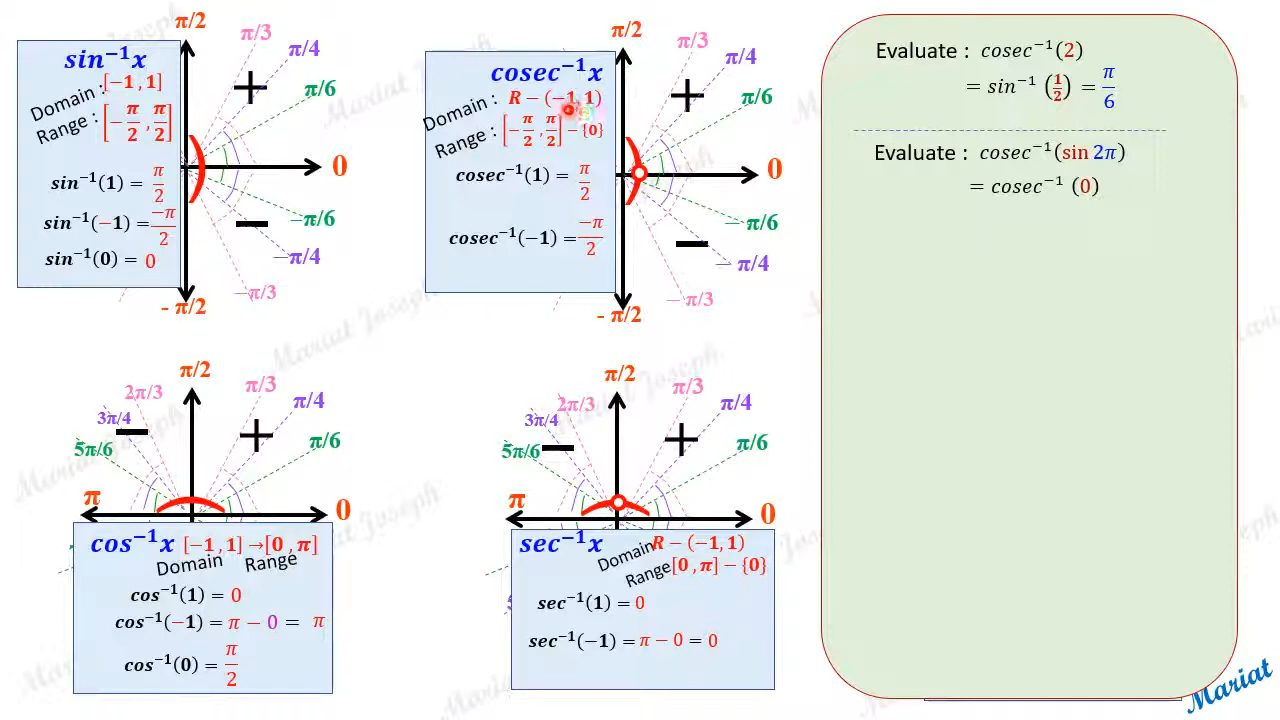 π/2
π/3
π/4
π/6
0
−π/6
−π/4
−π/3
- π/2
sin⁻¹x
Domain : [−1 , 1]
Range : [−π/2 , π/2]
sin⁻¹(1) = π/2
sin⁻¹(−1) = −π/2
sin⁻¹(0) = 0
π/2
π/3
π/4
π/6
0
− π/6
− π/4
− π/3
- π/2
cosec⁻¹x
Domain : R − (−1, 1)
Range : [−π/2 , π/2] − {0}
cosec⁻¹(1) = π/2
cosec⁻¹(−1) = −π/2
π/2
2π/3
3π/4
5π/6
π
π/3
π/4
π/6
0
cos⁻¹x [−1 , 1] →[0 , π]
Domain Range
cos⁻¹(1) = 0
cos⁻¹(−1) = π − 0 = π
cos⁻¹(0) = π/2
π/2
2π/3
3π/4
5π/6
π
π/3
π/4
π/6
0
sec⁻¹x
Domain R − (−1, 1)
Range [0 , π] − {0}
sec⁻¹(1) = 0
sec⁻¹(−1) = π − 0 = 0
Evaluate : cosec⁻¹(2)
= sin⁻¹ (1/2) = π/6
Evaluate : cosec⁻¹(sin 2π)
= cosec⁻¹ (0)
Mariat